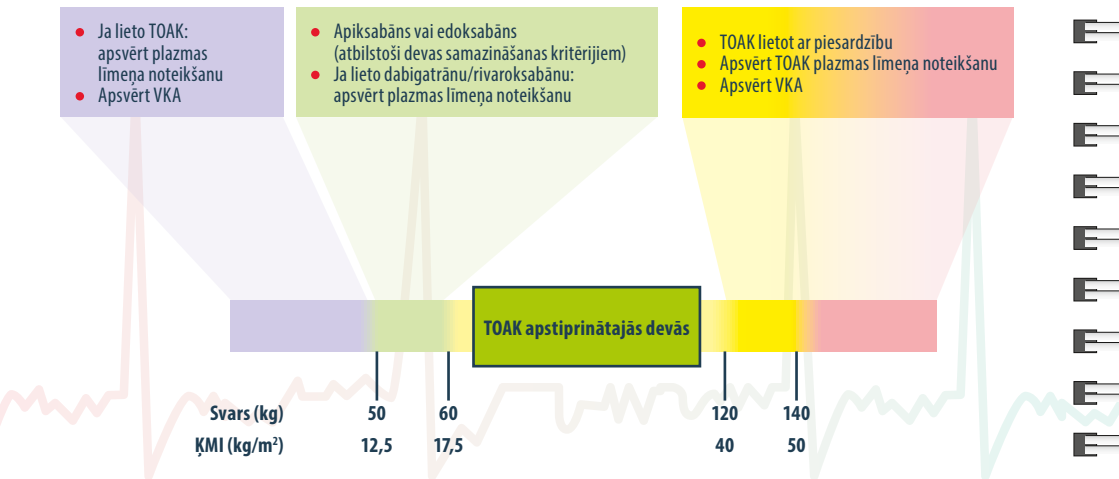 ● Ja lieto TOAK:
apsvērt plazmas
līmeņa noteikšanu
● Apsvērt VKA
● Apiksabāns vai edoksabāns
(atbilstoši devas samazināšanas kritērijiem)
● Ja lieto dabigatrānu/rivaroksabānu:
apsvērt plazmas līmeņa noteikšanu
● TOAK lietot ar piesardzību
● Apsvērt TOAK plazmas līmeņa noteikšanu
● Apsvērt VKA
TOAK apstiprinātajās devās
Svars (kg) 50 60 120 140
ĶMI (kg/m²) 12,5 17,5 40 50